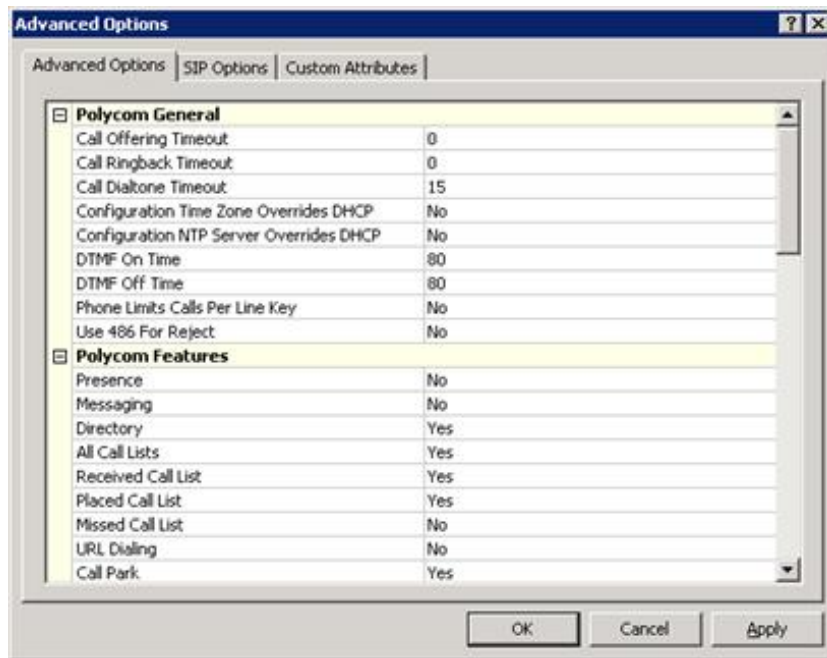 Advanced Options
Advanced Options SIP Options Custom Attributes
Polycom General
Call Offering Timeout 0
Call Ringback Timeout 0
Call Dialtone Timeout 15
Configuration Time Zone Overrides DHCP No
Configuration NTP Server Overrides DHCP No
DTMF On Time 80
DTMF Off Time 80
Phone Limits Calls Per Line Key No
Use 486 For Reject No
Polycom Features
Presence No
Messaging No
Directory Yes
All Call Lists Yes
Received Call List Yes
Placed Call List Yes
Missed Call List No
URL Dialing No
Call Park Yes
OK Cancel Apply